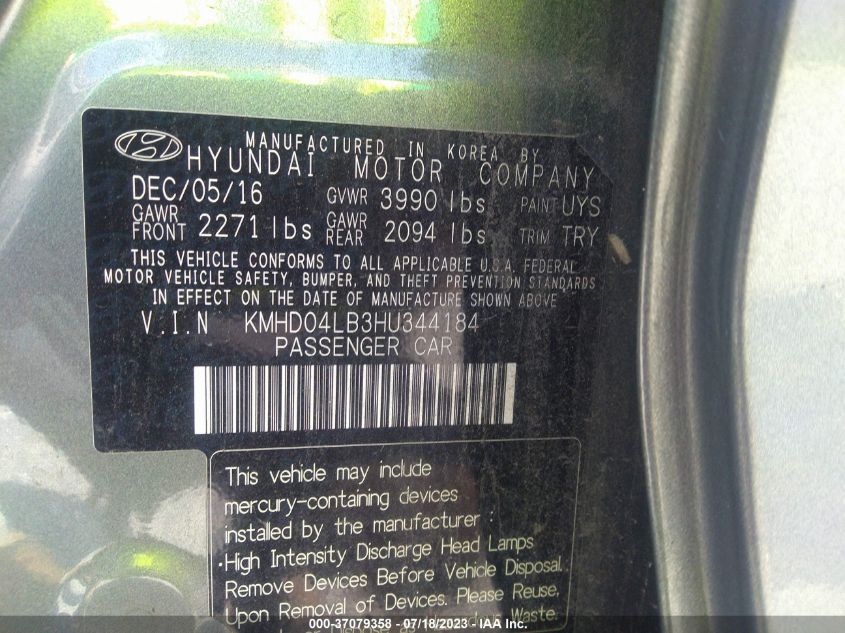 MANUFACTURED IN KOREA BY
HYUNDAI MOTOR COMPANY
DEC/05/16 GVWR 3990 lbs PAINT UYS
GAWR FRONT 2271 lbs GAWR REAR 2094 lbs TRIM TRY
THIS VEHICLE CONFORMS TO ALL APPLICABLE U.S.A. FEDERAL
MOTOR VEHICLE SAFETY, BUMPER, AND THEFT PREVENTION STANDARDS
IN EFFECT ON THE DATE OF MANUFACTURE SHOWN ABOVE
V.I.N KMHD04LB3HU344184
PASSENGER CAR
This vehicle may include
mercury-containing devices
installed by the manufacturer :
·High Intensity Discharge Head Lamps
Remove Devices Before Vehicle Disposal.
Upon Removal of Devices. Please Reuse,
Waste.
000-37079358 - 07/18/2023 - IAA Inc.